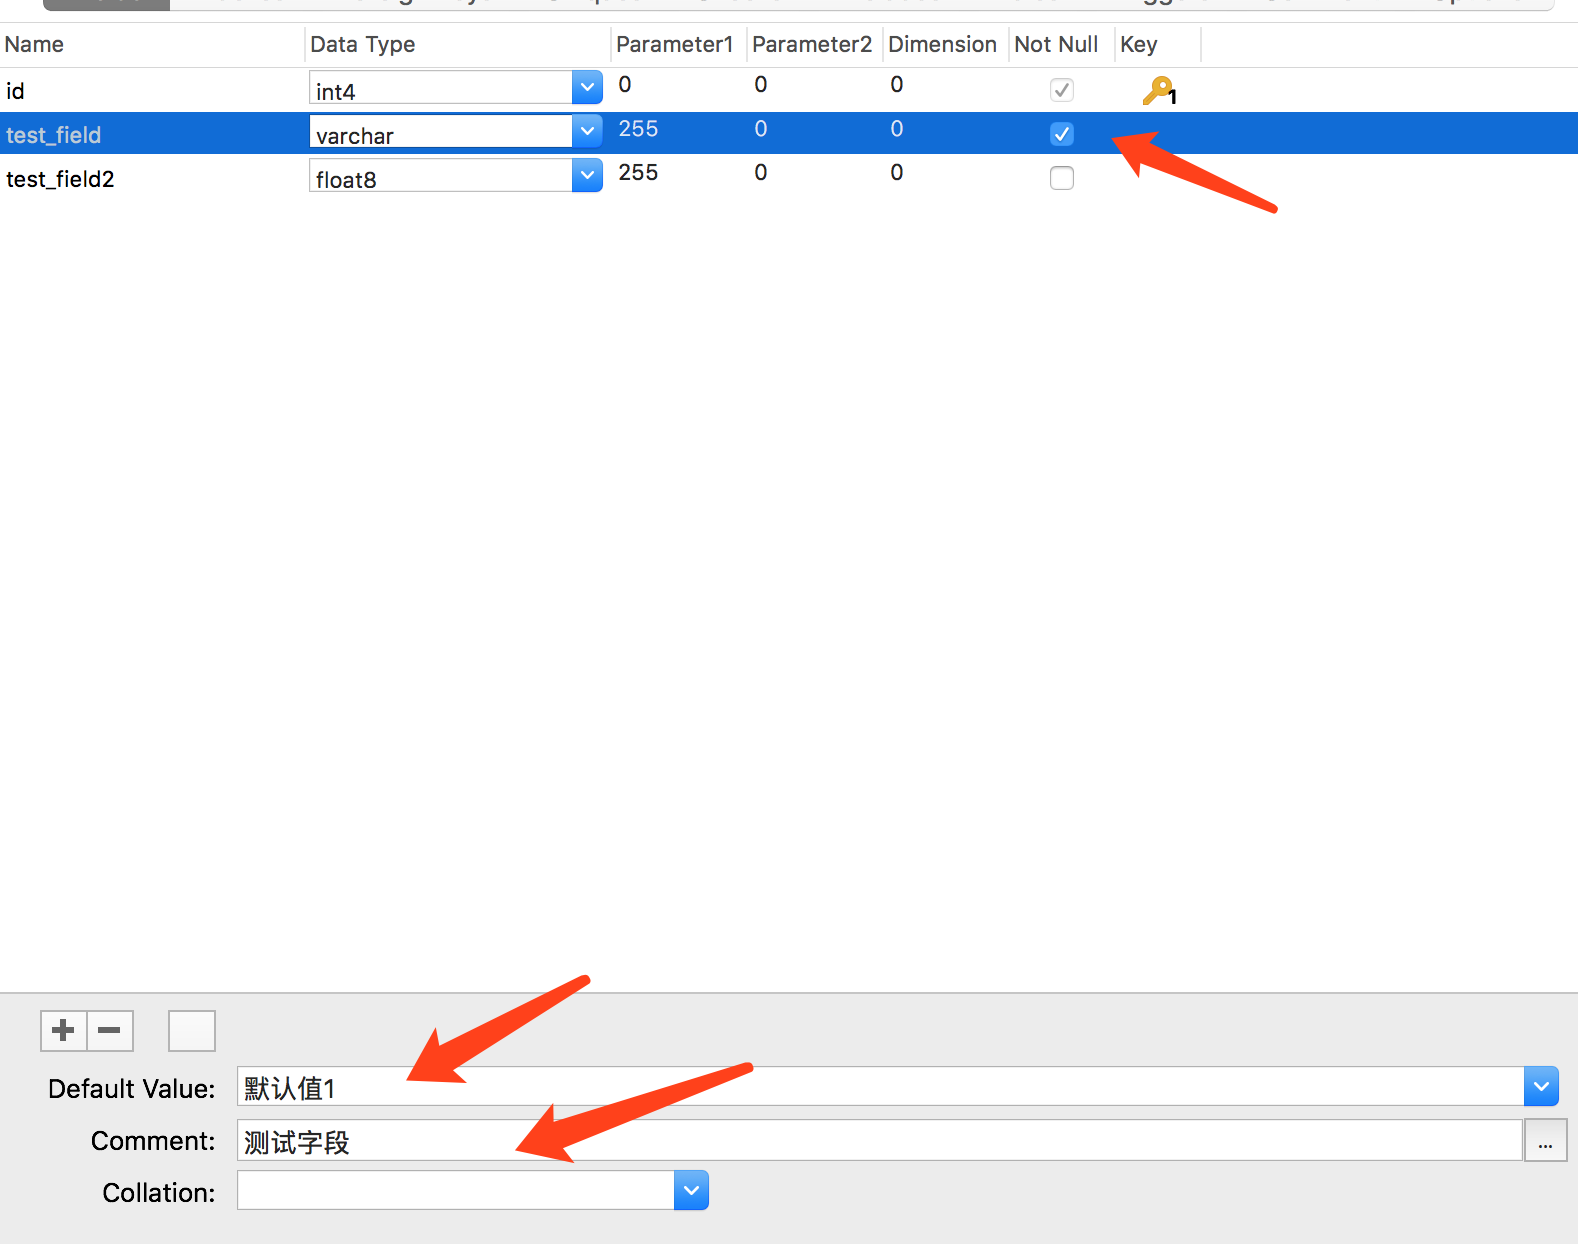 Name Data Type Parameter1 Parameter2 Dimension Not Null Key
id int4 0 0 0 1
test_field varchar 255 0 0
test_field2 float8 255 0 0
Default Value: 默认值1
Comment: 测试字段 ...
Collation: